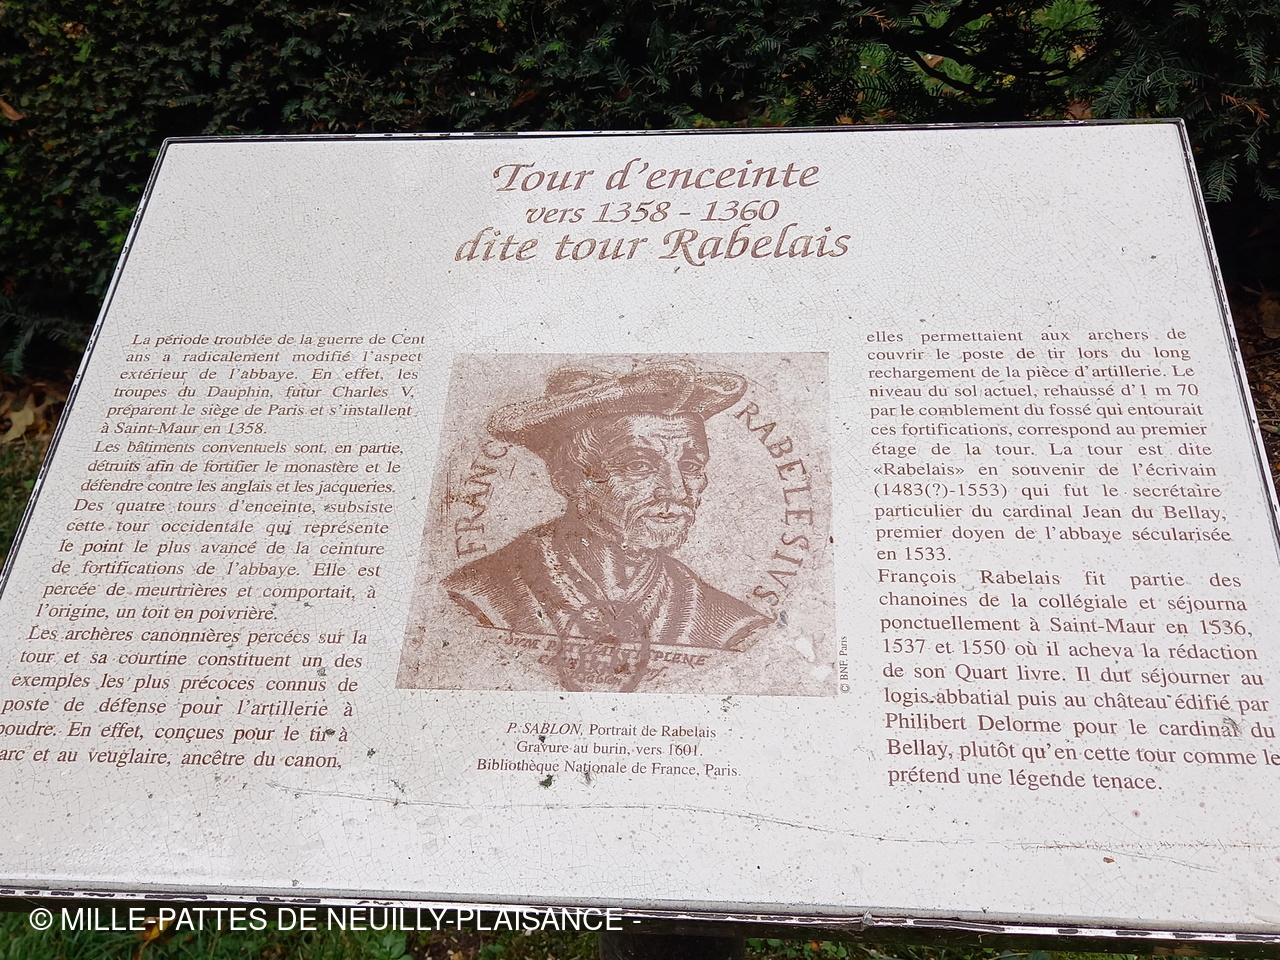 Tour d'enceinte
vers 1358 - 1360
dite tour Rabelais
La période troublée de la guerre de Cent
ans a radicalement modifié l'aspect
extérieur de l'abbaye. En effet, les
troupes du Dauphin, futur Charles V,
préparent le siège de Paris et s'installent
à Saint-Maur en 1358.
Les bâtiments conventuels sont, en partie,
détruits afin de fortifier le monastère et le
défendre contre les anglais et les jacqueries.
Des quatre tours d'enceinte, subsiste
cette tour occidentale qui représente
le point le plus avancé de la ceinture
de fortifications de l'abbaye. Elle est
percée de meurtrières et comportait, à
l'origine, un toit en poivrière.
Les archères canonnières percées sur la
tour et sa courtine constituent un des
exemples les plus précoces connus de
poste de défense pour l'artillerie à
poudre. En effet, conçues pour le tir à
arc et au veuglaire, ancêtre du canon,
FRANC
RABELESIVS
© BNF. Paris
P. SABLON, Portrait de Rabelais
Gravure au burin, vers 1601.
Bibliothèque Nationale de France, Paris.
elles permettaient aux archers de
couvrir le poste de tir lors du long
rechargement de la pièce d'artillerie. Le
niveau du sol actuel, rehaussé d'1 m 70
par le comblement du fossé qui entourait
ces fortifications, correspond au premier
étage de la tour. La tour est dite
«Rabelais» en souvenir de l'écrivain
(1483(?)-1553) qui fut le secrétaire
particulier du cardinal Jean du Bellay,
premier doyen de l'abbaye sécularisée
en 1533.
François Rabelais fit partie des
chanoines de la collégiale et séjourna
ponctuellement à Saint-Maur en 1536,
1537 et 1550 où il acheva la rédaction
de son Quart livre. Il dut séjourner au
logis abbatial puis au château édifié par
Philibert Delorme pour le cardinal du
Bellay, plutôt qu'en cette tour comme le
prétend une légende tenace.
© MILLE-PATTES DE NEUILLY-PLAISANCE -